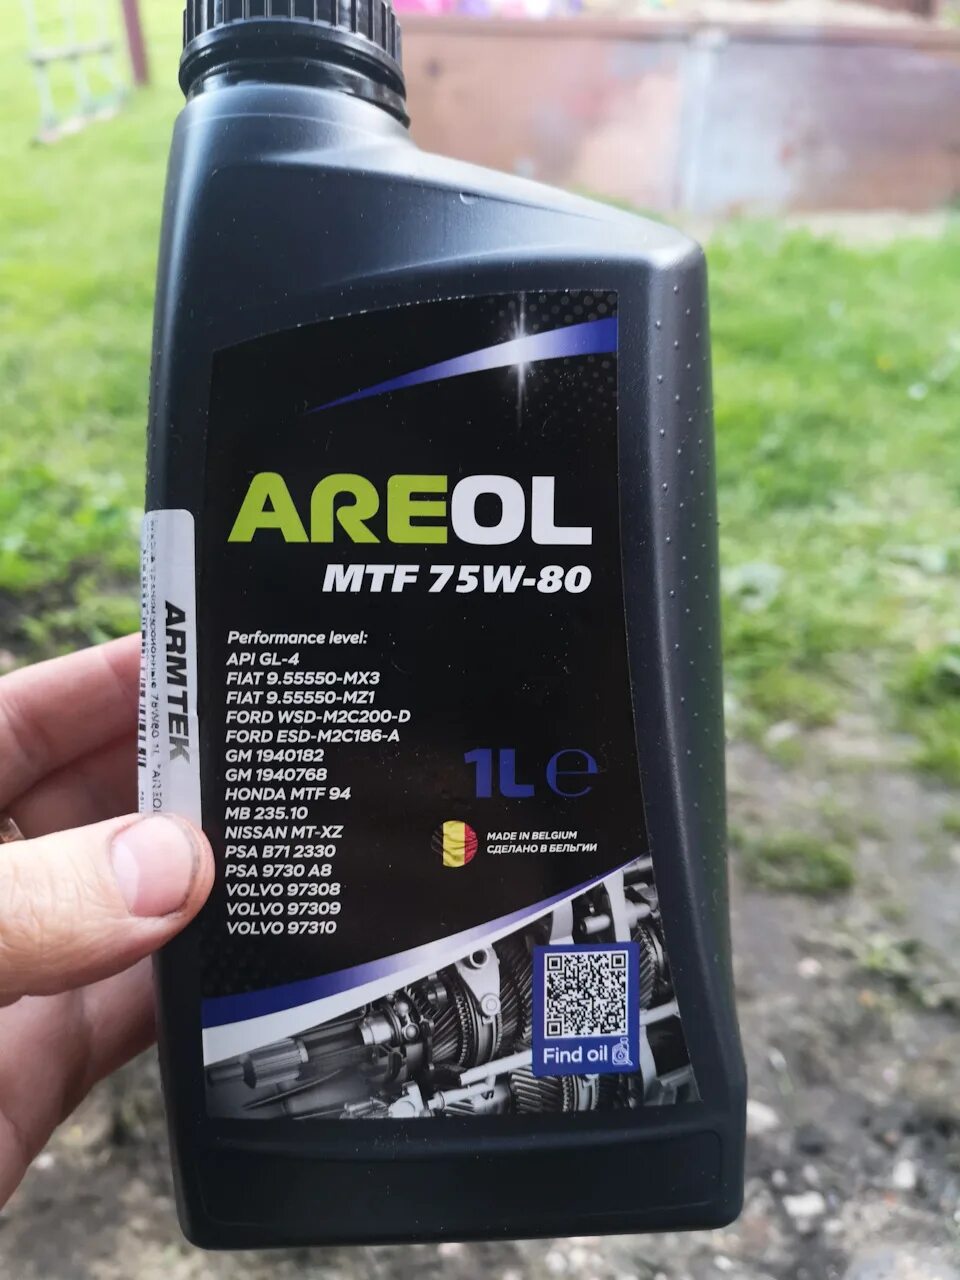 AREOL
MTF 75W-80
Performance level:
API GL-4
FIAT 9.55550-MX3
FIAT 9.55550-MZ1
FORD WSD-M2C200-D
FORD ESD-M2C186-A
GM 1940182
GM 1940768
HONDA MTF 94
MB 235.10
NISSAN MT-XZ
PSA B71 2330
PSA 9730 A8
VOLVO 97308
VOLVO 97309
VOLVO 97310
1L e
MADE IN BELGIUM
СДЕЛАНО В БЕЛЬГИИ
Find oil
ARMTEK
75W80 1L